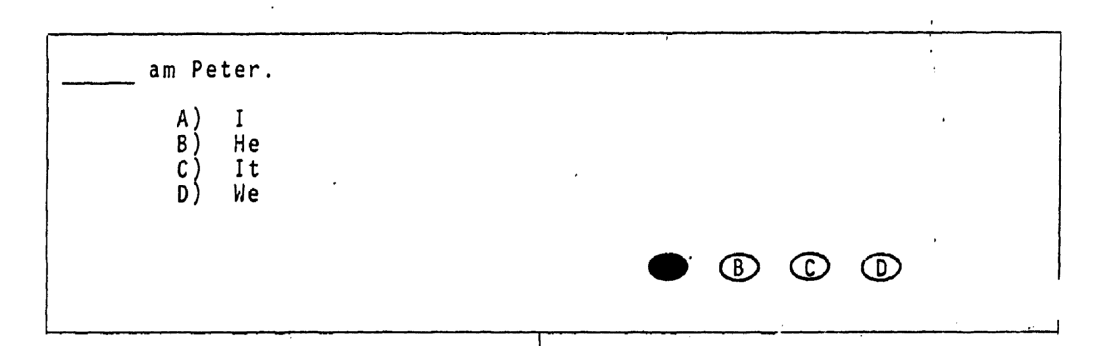 _____ am Peter.
A) I
B) He
C) It
D) We
B C D